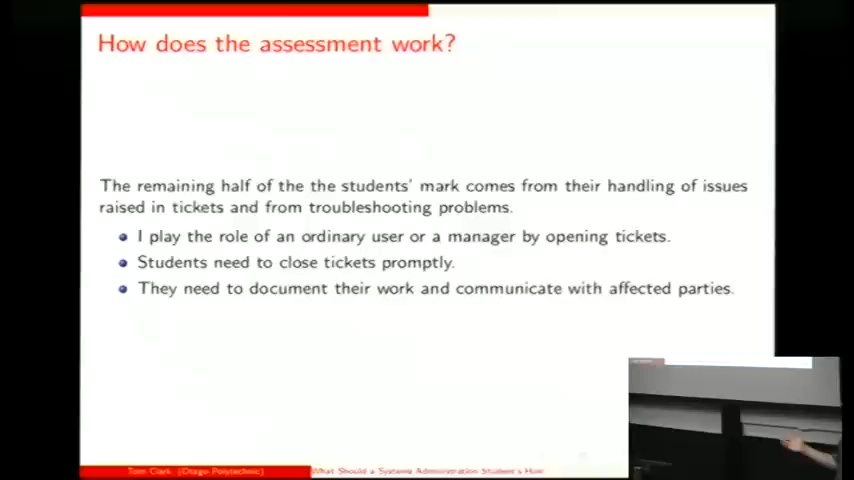 How does the assessment work?
The remaining half of the the students' mark comes from their handling of issues
raised in tickets and from troubleshooting problems.
I play the role of an ordinary user or a manager by opening tickets.
Students need to close tickets promptly.
They need to document their work and communicate with affected parties.
Tom Clark (Otago Polytechnic)
What Should a Systems Administration Student's How